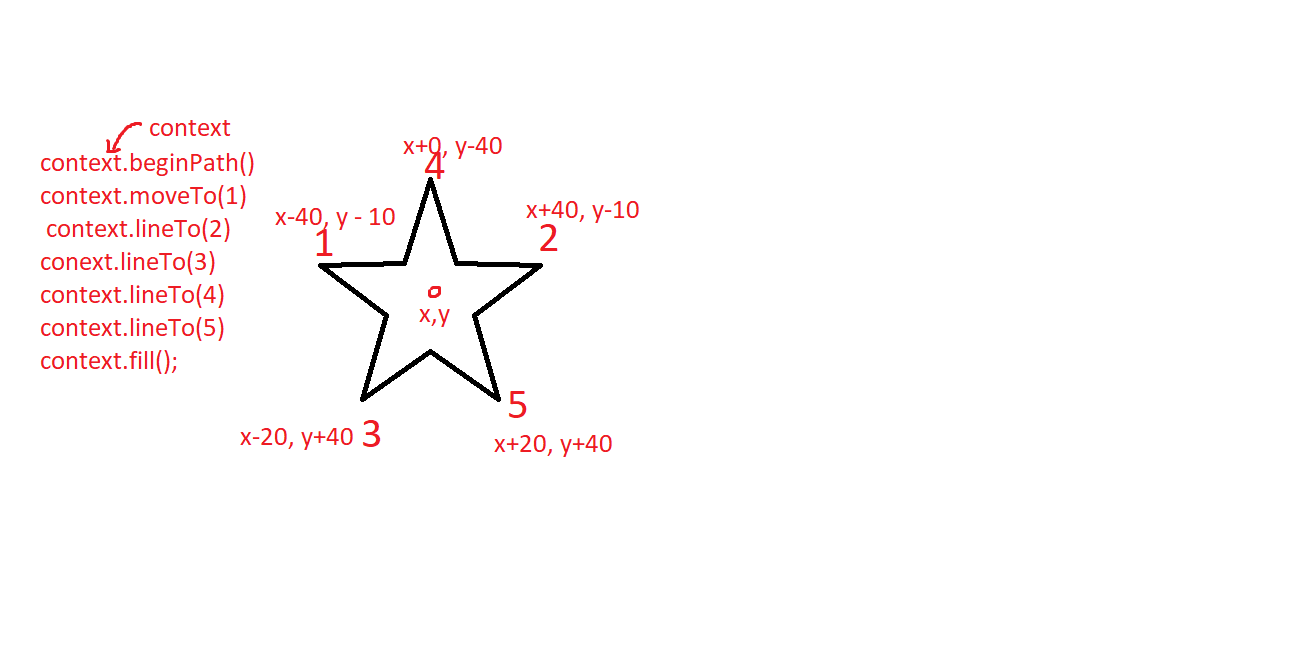 context
context.beginPath()
context.moveTo(1)
context.lineTo(2)
conext.lineTo(3)
context.lineTo(4)
context.lineTo(5)
context.fill();
x+0, y-40
4
x-40, y - 10
1
x+40, y-10
2
x,y
x-20, y+40 3
5
x+20, y+40